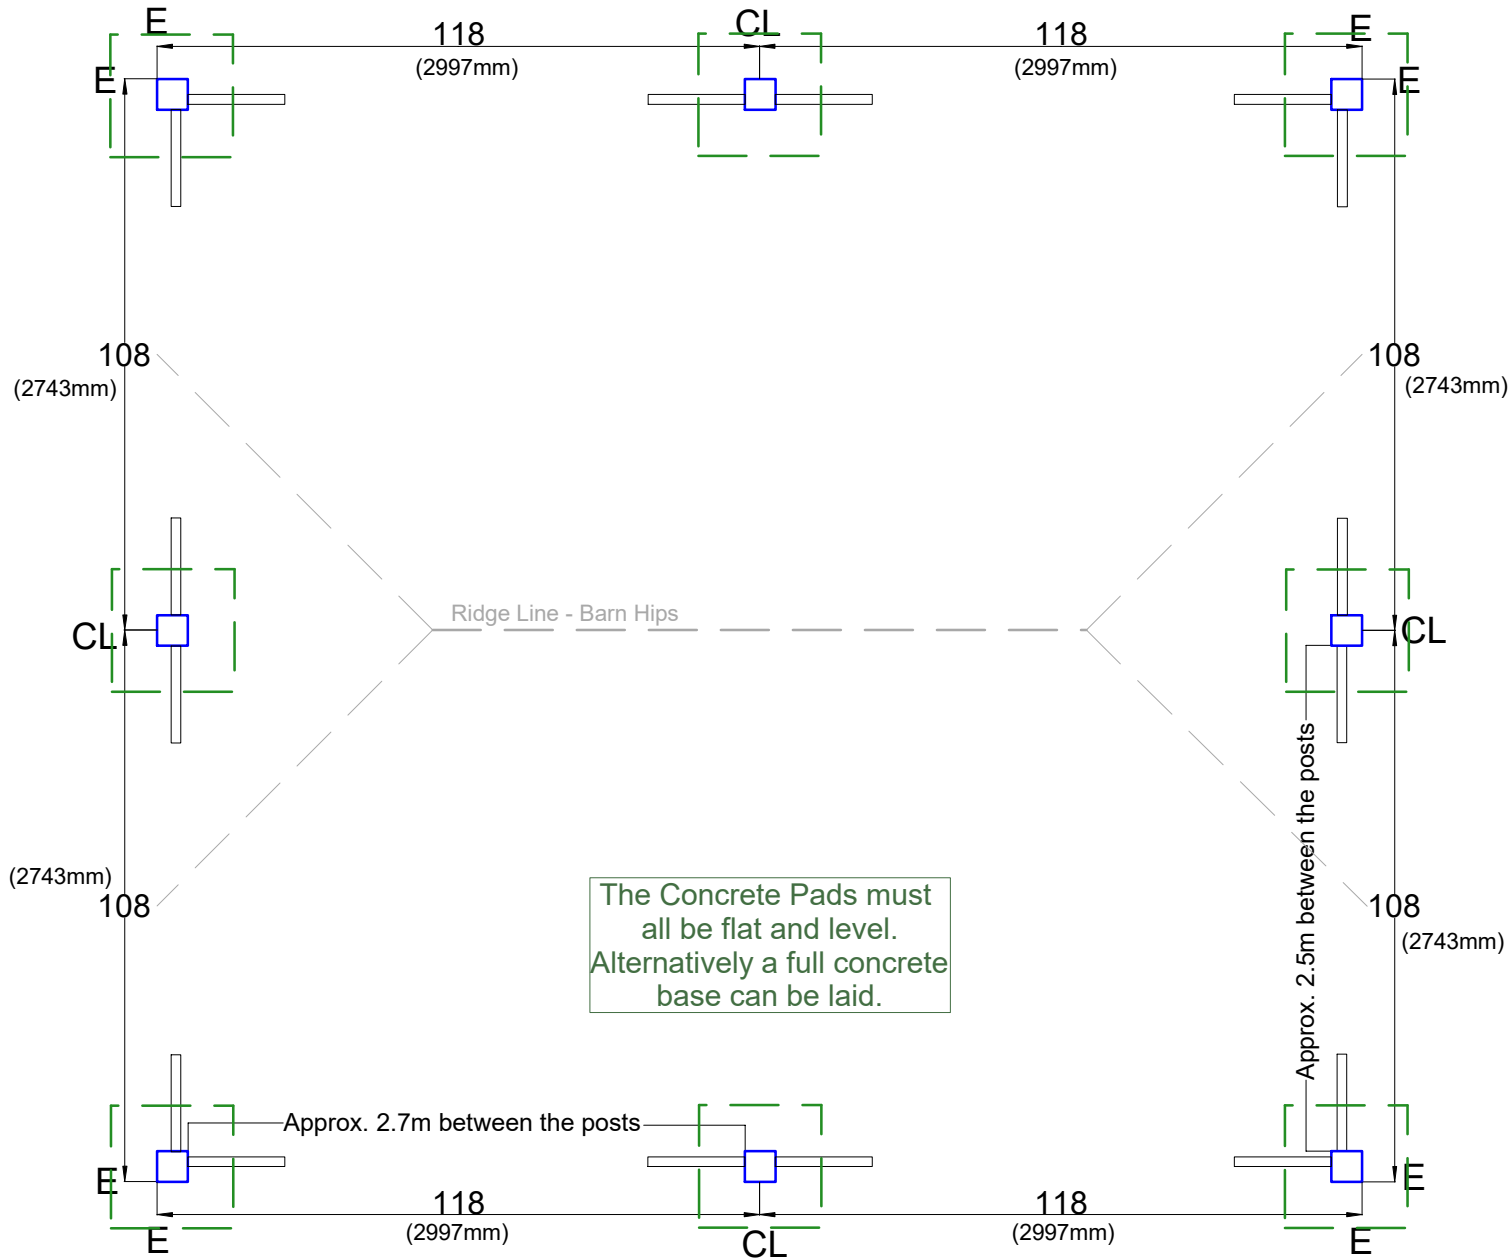 E
CL
E
118
118
(2997mm)
(2997mm)
E
E
108
(2743mm)
108
(2743mm)
Ridge Line - Barn Hips
CL
CL
Approx. 2.5m between the posts
(2743mm)
108
108
(2743mm)
The Concrete Pads must
all be flat and level.
Alternatively a full concrete
base can be laid.
Approx. 2.7m between the posts
E
E
118
118
(2997mm)
(2997mm)
E
CL
E